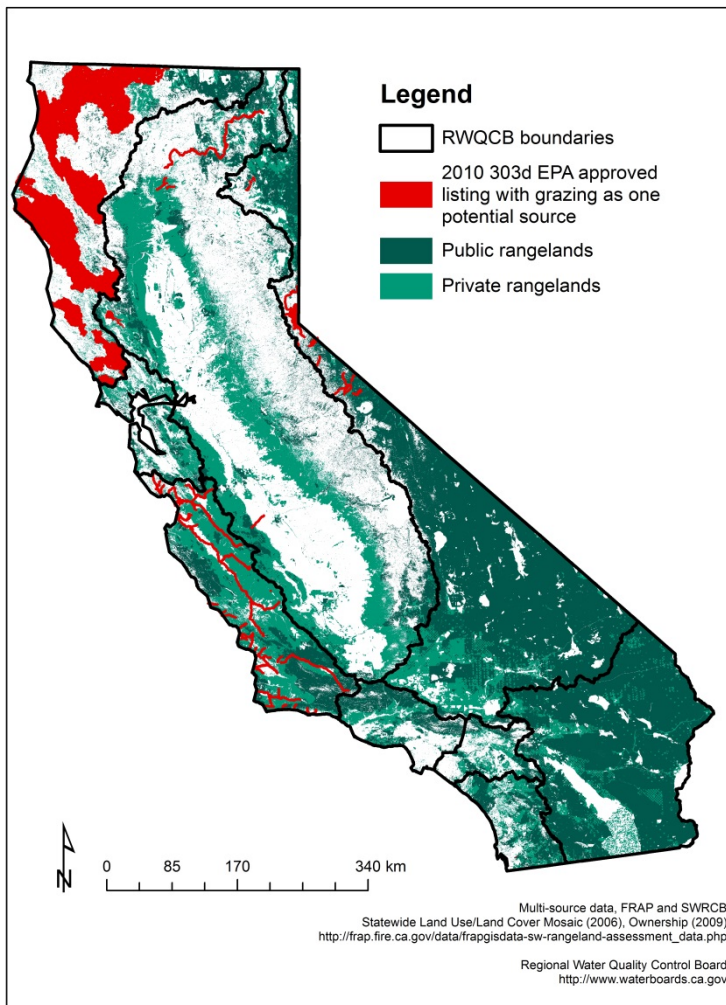 Legend
RWQCB boundaries
2010 303d EPA approved
listing with grazing as one
potential source
Public rangelands
Private rangelands
N
0 85 170 340 km
Multi-source data, FRAP and SWRCB
Statewide Land Use/Land Cover Mosaic (2006), Ownership (2009)
http://frap.fire.ca.gov/data/frapgisdata-sw-rangeland-assessment_data.php
Regional Water Quality Control Board
http://www.waterboards.ca.gov